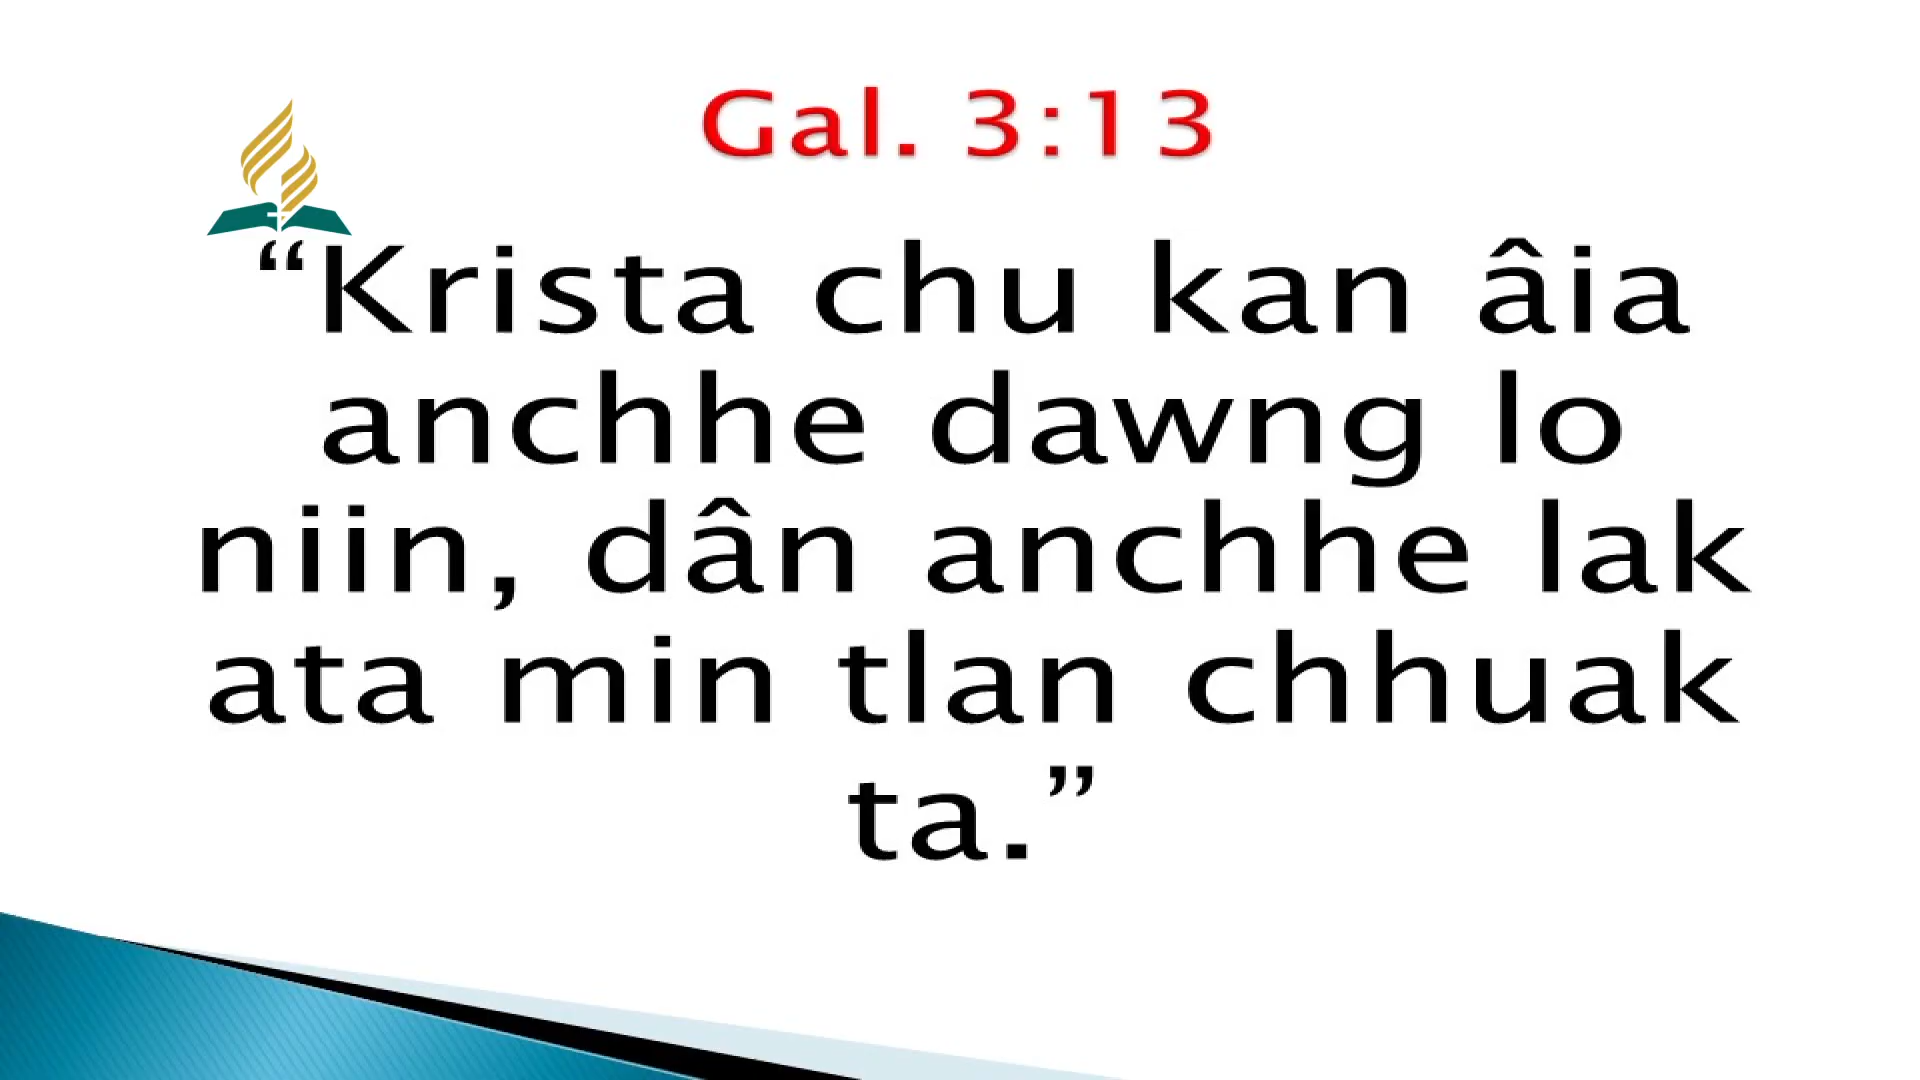 Gal. 3:13
“Krista chu kan âia
anchhe dawng lo
niin, dân anchhe lak
ata min tlan chhuak
ta.”